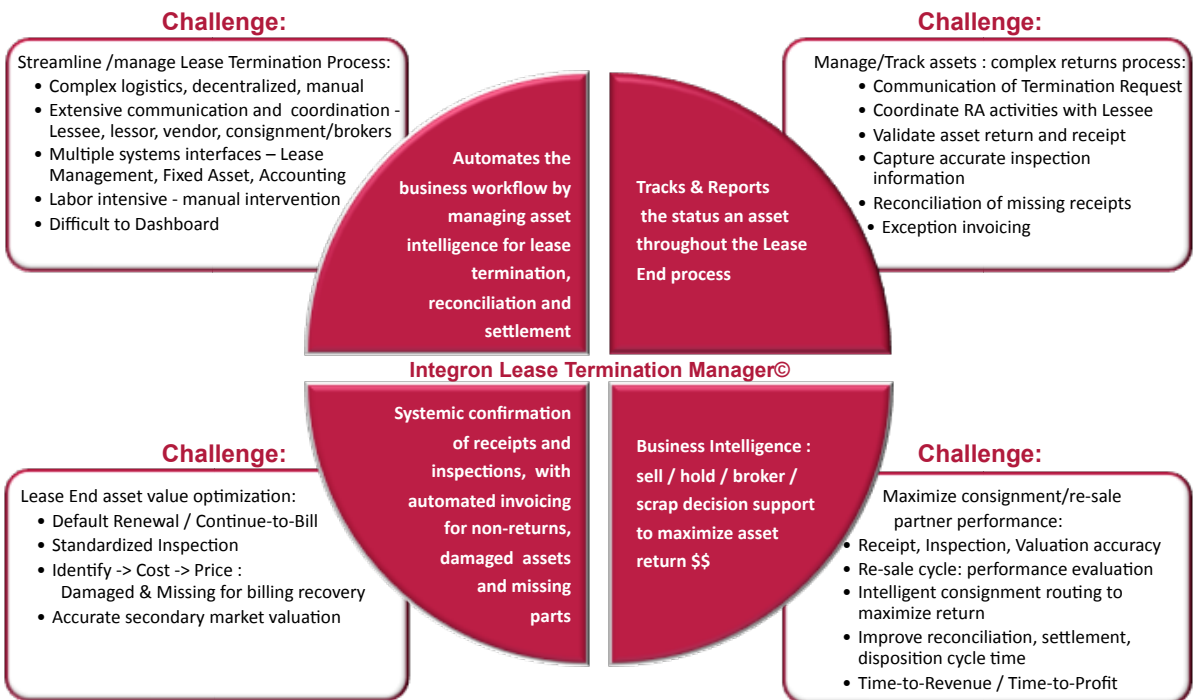 Challenge:
Streamline /manage Lease Termination Process:
• Complex logistics, decentralized, manual
• Extensive communication and coordination -
Lessee, lessor, vendor, consignment/brokers
• Multiple systems interfaces – Lease
Management, Fixed Asset, Accounting
• Labor intensive - manual intervention
• Difficult to Dashboard
Automates the
business workflow by
managing asset
intelligence for lease
termination,
reconciliation and
settlement
Challenge:
Manage/Track assets : complex returns process:
• Communication of Termination Request
• Coordinate RA activities with Lessee
• Validate asset return and receipt
• Capture accurate inspection
information
• Reconciliation of missing receipts
• Exception invoicing
Tracks & Reports
the status an asset
throughout the Lease
End process
Integron Lease Termination Manager©
Challenge:
Lease End asset value optimization:
• Default Renewal / Continue-to-Bill
• Standardized Inspection
• Identify -> Cost -> Price :
Damaged & Missing for billing recovery
• Accurate secondary market valuation
Systemic confirmation
of receipts and
inspections, with
automated invoicing
for non-returns,
damaged assets
and missing
parts
Business Intelligence :
sell / hold / broker /
scrap decision support
to maximize asset
return $$
Challenge:
Maximize consignment/re-sale
partner performance:
• Receipt, Inspection, Valuation accuracy
• Re-sale cycle: performance evaluation
• Intelligent consignment routing to
maximize return
• Improve reconciliation, settlement,
disposition cycle time
• Time-to-Revenue / Time-to-Profit